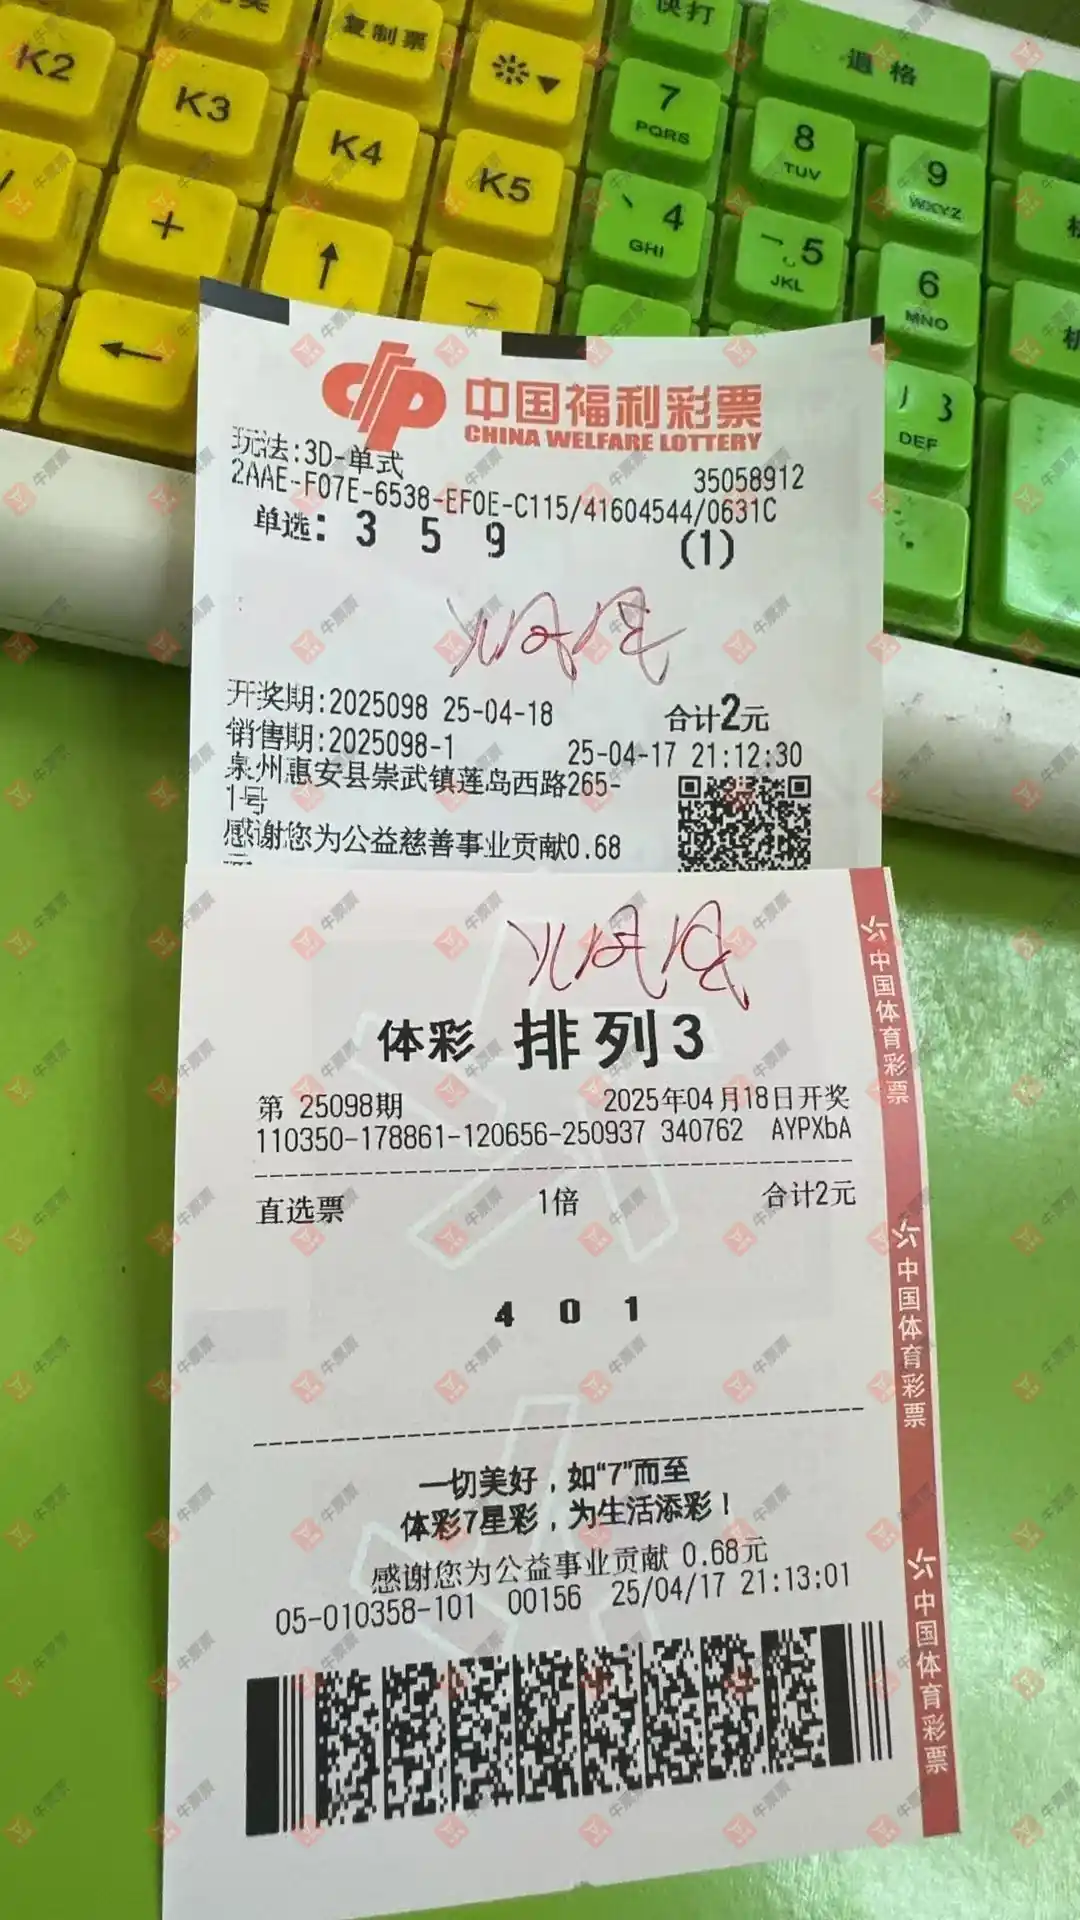 K2
K3
复制票
K4
K5
快打
退格
7
PQRS
8
TUV
9
WXYZ
4
GHI
5
JKL
6
MNO
3
DEF
中国福利彩票
CHINA WELFARE LOTTERY
玩法:3D-单式
35058912
2AAE-F07E-6538-EF0E-C115/41604544/0631C
单选: 3 5 9 (1)
开奖期:2025098 25-04-18 合计2元
销售期:2025098-1 25-04-17 21:12:30
泉州惠安县崇武镇莲岛西路265-
1号
感谢您为公益慈善事业贡献0.68
体彩 排列3
第 25098期 2025年04月18日开奖
110350-178861-120656-250937 340762 AYPXbA
直选票 1倍 合计2元
4 0 1
一切美好，如“7”而至
体彩7星彩，为生活添彩！
感谢您为公益事业贡献 0.68元
05-010358-101 00156 25/04/17 21:13:01
中国体育彩票
中国体育彩票
中国体育彩票
牛票票